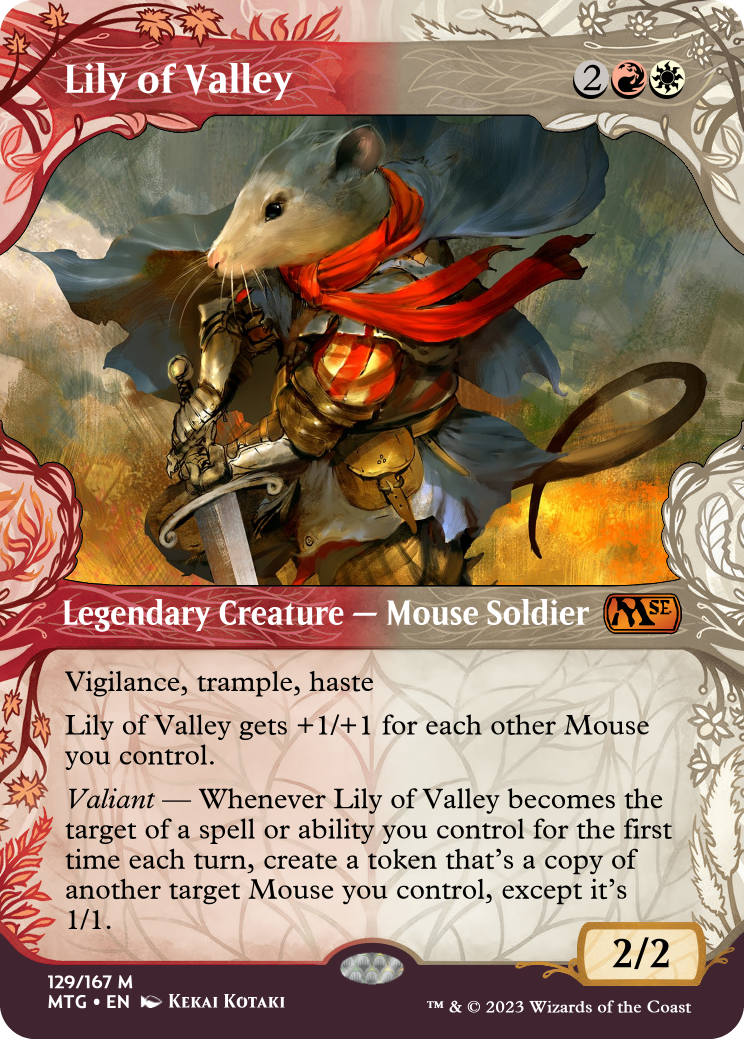 Lily of Valley 2
Legendary Creature — Mouse Soldier MSE
Vigilance, trample, haste
Lily of Valley gets +1/+1 for each other Mouse
you control.
Valiant — Whenever Lily of Valley becomes the
target of a spell or ability you control for the first
time each turn, create a token that's a copy of
another target Mouse you control, except it's
1/1.
2/2
129/167 M
MTG • EN Kekai Kotaki
™ & © 2023 Wizards of the Coast